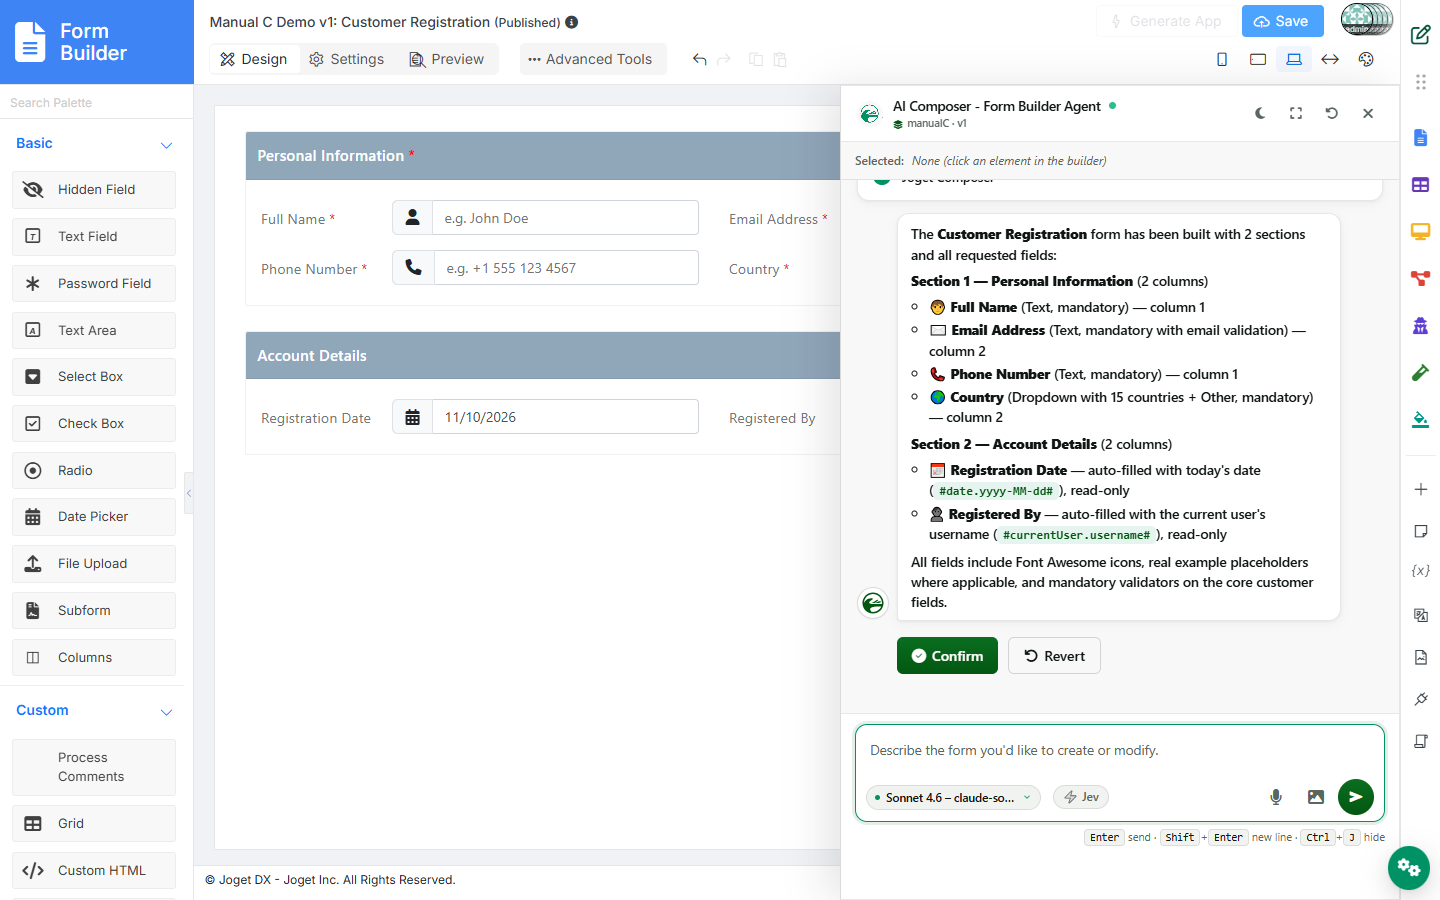 Form
Builder
Manual C Demo v1: Customer Registration (Published)
Generate App
Save
admin
Design
Settings
Preview
Advanced Tools
Search Palette
Basic
Hidden Field
Text Field
Password Field
Text Area
Select Box
Check Box
Radio
Date Picker
File Upload
Subform
Columns
Custom
Process
Comments
Grid
Custom HTML
Personal Information *
Full Name *
e.g. John Doe
Email Address *
Phone Number *
e.g. +1 555 123 4567
Country *
Account Details
Registration Date
11/10/2026
Registered By
© Joget DX - Joget Inc. All Rights Reserved.
AI Composer - Form Builder Agent
manualC · v1
Selected: None (click an element in the builder)
Joget Composer
The Customer Registration form has been built with 2 sections
and all requested fields:
Section 1 — Personal Information (2 columns)
Full Name (Text, mandatory) — column 1
Email Address (Text, mandatory with email validation) —
column 2
Phone Number (Text, mandatory) — column 1
Country (Dropdown with 15 countries + Other, mandatory)
— column 2
Section 2 — Account Details (2 columns)
Registration Date — auto-filled with today's date
( #date.yyyy-MM-dd# ), read-only
Registered By — auto-filled with the current user's
username ( #currentUser.username# ), read-only
All fields include Font Awesome icons, real example placeholders
where applicable, and mandatory validators on the core customer
fields.
Confirm
Revert
Describe the form you'd like to create or modify.
Sonnet 4.6 – claude-so...
Jev
Enter send · Shift + Enter new line · Ctrl + J hide
{x}